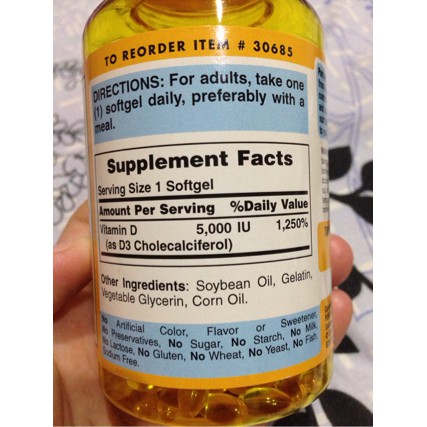 TO REORDER ITEM # 30685
DIRECTIONS: For adults, take one
(1) softgel daily, preferably with a
meal.
Supplement Facts
Serving Size 1 Softgel
Amount Per Serving %Daily Value
Vitamin D 5,000 IU 1,250%
(as D3 Cholecalciferol)
Other Ingredients: Soybean Oil, Gelatin,
Vegetable Glycerin, Corn Oil.
No Artificial Color, Flavor or Sweetener,
No Preservatives, No Sugar, No Starch, No Milk,
No Lactose, No Gluten, No Wheat, No Yeast, No Fish,
Sodium Free.